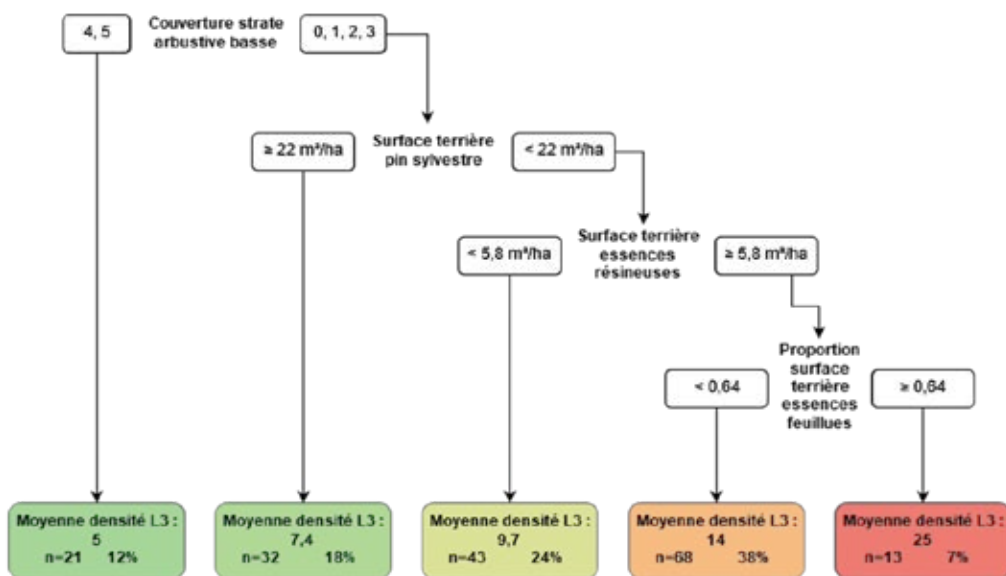 4, 5
Couverture strate
arbustive basse
0, 1, 2, 3
≥ 22 m²/ha
Surface terrière
pin sylvestre
< 22 m²/ha
< 5,8 m²/ha
Surface terrière
essences
résineuses
≥ 5,8 m²/ha
< 0,64
Proportion
surface
terrière
essences
feuillues
≥ 0,64
Moyenne densité L3 :
5
n=21 12%
Moyenne densité L3 :
7,4
n=32 18%
Moyenne densité L3 :
9,7
n=43 24%
Moyenne densité L3 :
14
n=68 38%
Moyenne densité L3 :
25
n=13 7%